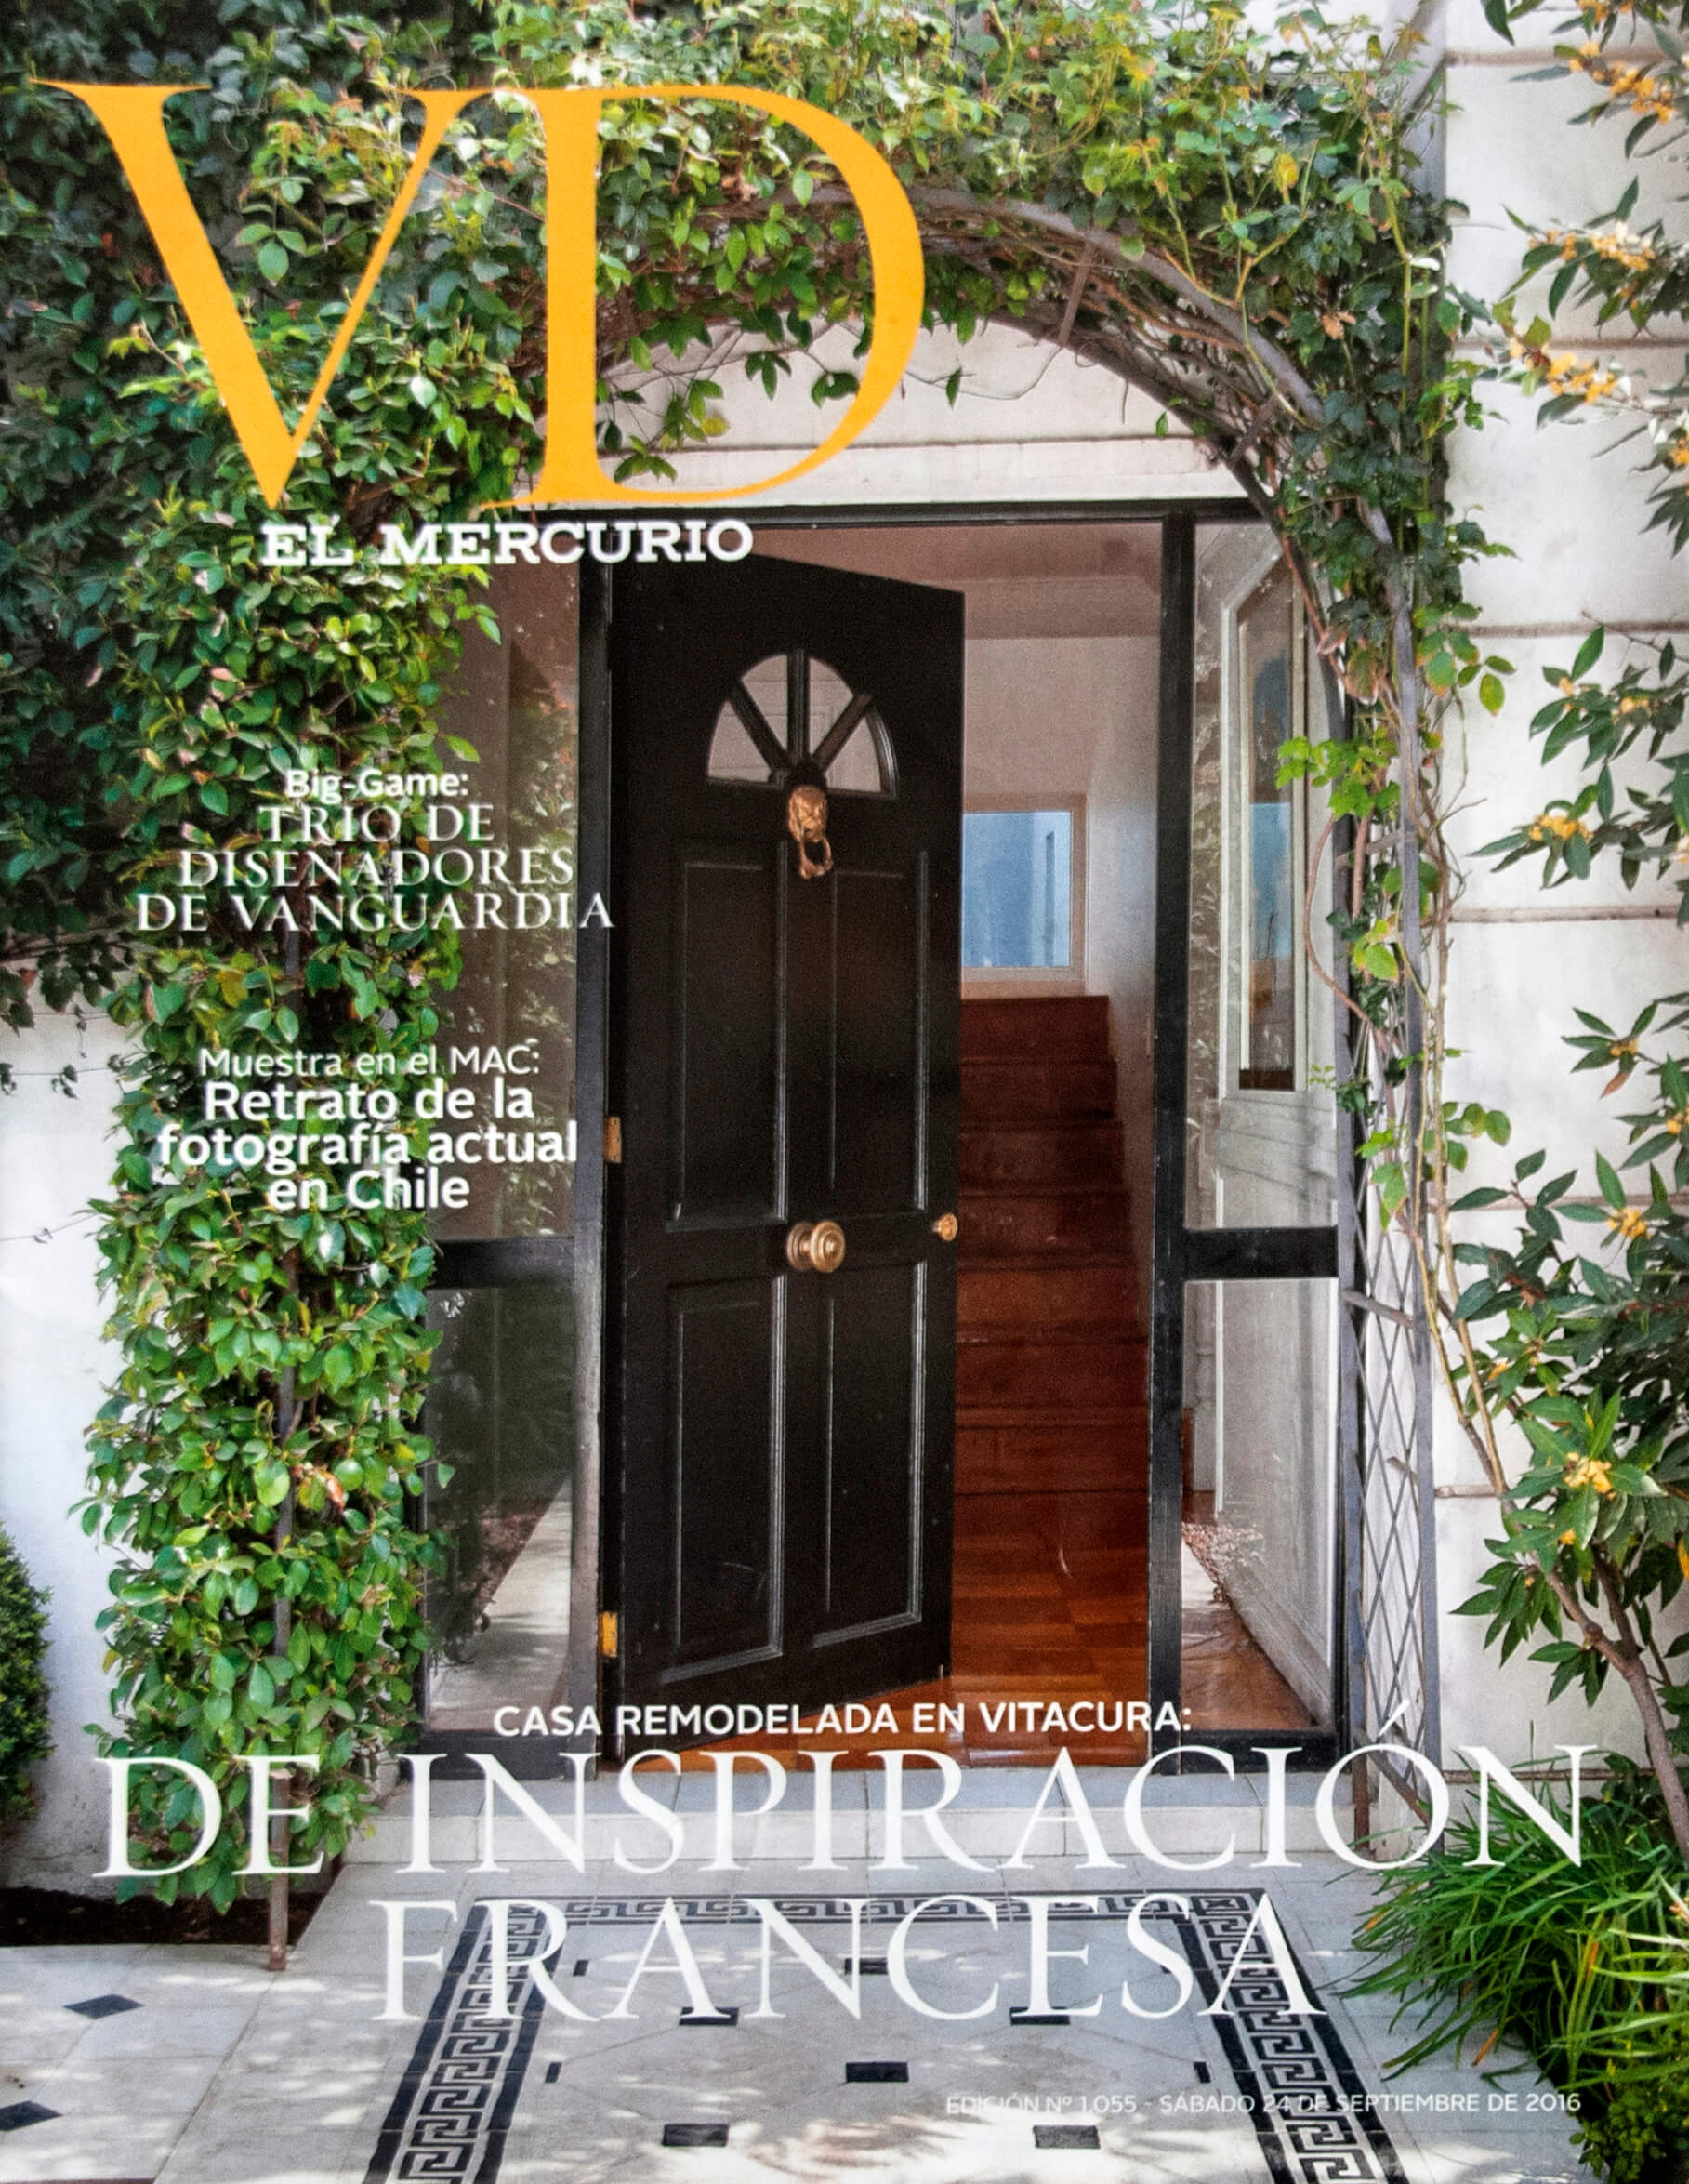 VD
EL MERCURIO
Big-Game:
TRIO DE
DISEÑADORES
DE VANGUARDIA
Muestra en el MAC:
Retrato de la
fotografía actual
en Chile
CASA REMODELADA EN VITACURA:
DE INSPIRACIÓN
FRANCESA
EDICIÓN Nº 1.055 - SÁBADO 24 DE SEPTIEMBRE DE 2016